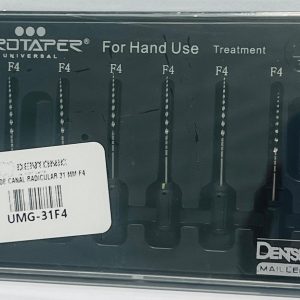 ROTAPER®
UNIVERSAL
For Hand Use Treatment
F4 F4 F4 F4 F4 F4
DE CANAL RADICULAR 31 MM F4
UMG-31F4
DENTS
MAILLE